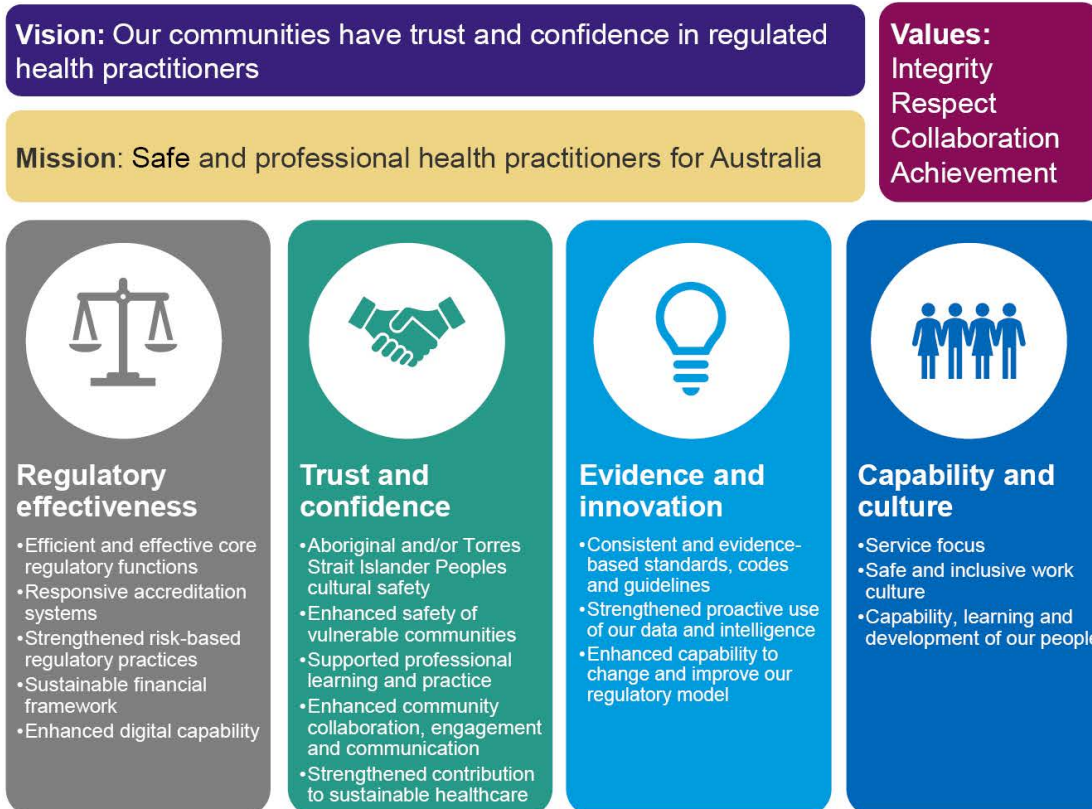 Vision: Our communities have trust and confidence in regulated
health practitioners
Mission: Safe and professional health practitioners for Australia
Values:
Integrity
Respect
Collaboration
Achievement
Regulatory
effectiveness
•Efficient and effective core
regulatory functions
•Responsive accreditation
systems
•Strengthened risk-based
regulatory practices
•Sustainable financial
framework
•Enhanced digital capability
Trust and
confidence
•Aboriginal and/or Torres
Strait Islander Peoples
cultural safety
•Enhanced safety of
vulnerable communities
•Supported professional
learning and practice
•Enhanced community
collaboration, engagement
and communication
•Strengthened contribution
to sustainable healthcare
Evidence and
innovation
•Consistent and evidence-
based standards, codes
and guidelines
•Strengthened proactive use
of our data and intelligence
•Enhanced capability to
change and improve our
regulatory model
Capability and
culture
•Service focus
•Safe and inclusive work
culture
•Capability, learning and
development of our people